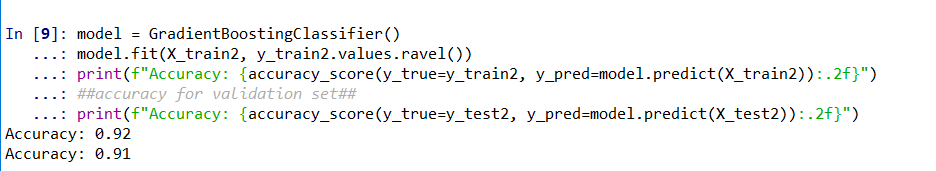 In [9]: model = GradientBoostingClassifier()
   ...: model.fit(X_train2, y_train2.values.ravel())
   ...: print(f"Accuracy: {accuracy_score(y_true=y_train2, y_pred=model.predict(X_train2)):.2f}")
   ...: ##accuracy for validation set##
   ...: print(f"Accuracy: {accuracy_score(y_true=y_test2, y_pred=model.predict(X_test2)):.2f}")
Accuracy: 0.92
Accuracy: 0.91